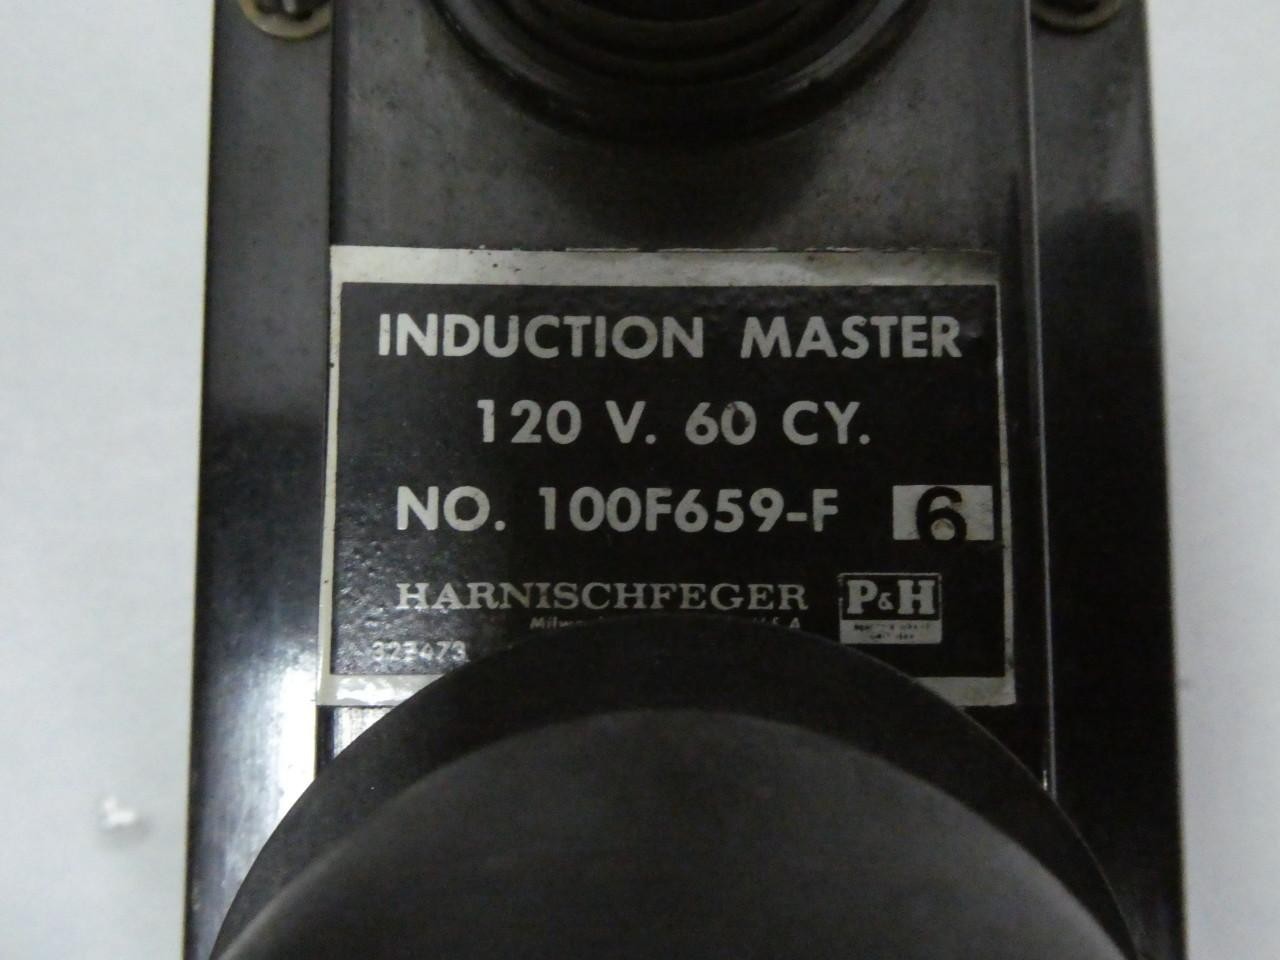 INDUCTION MASTER
120 V. 60 CY.
NO. 100F659-F 6
HARNISCHFEGER P&H
U.S.A.